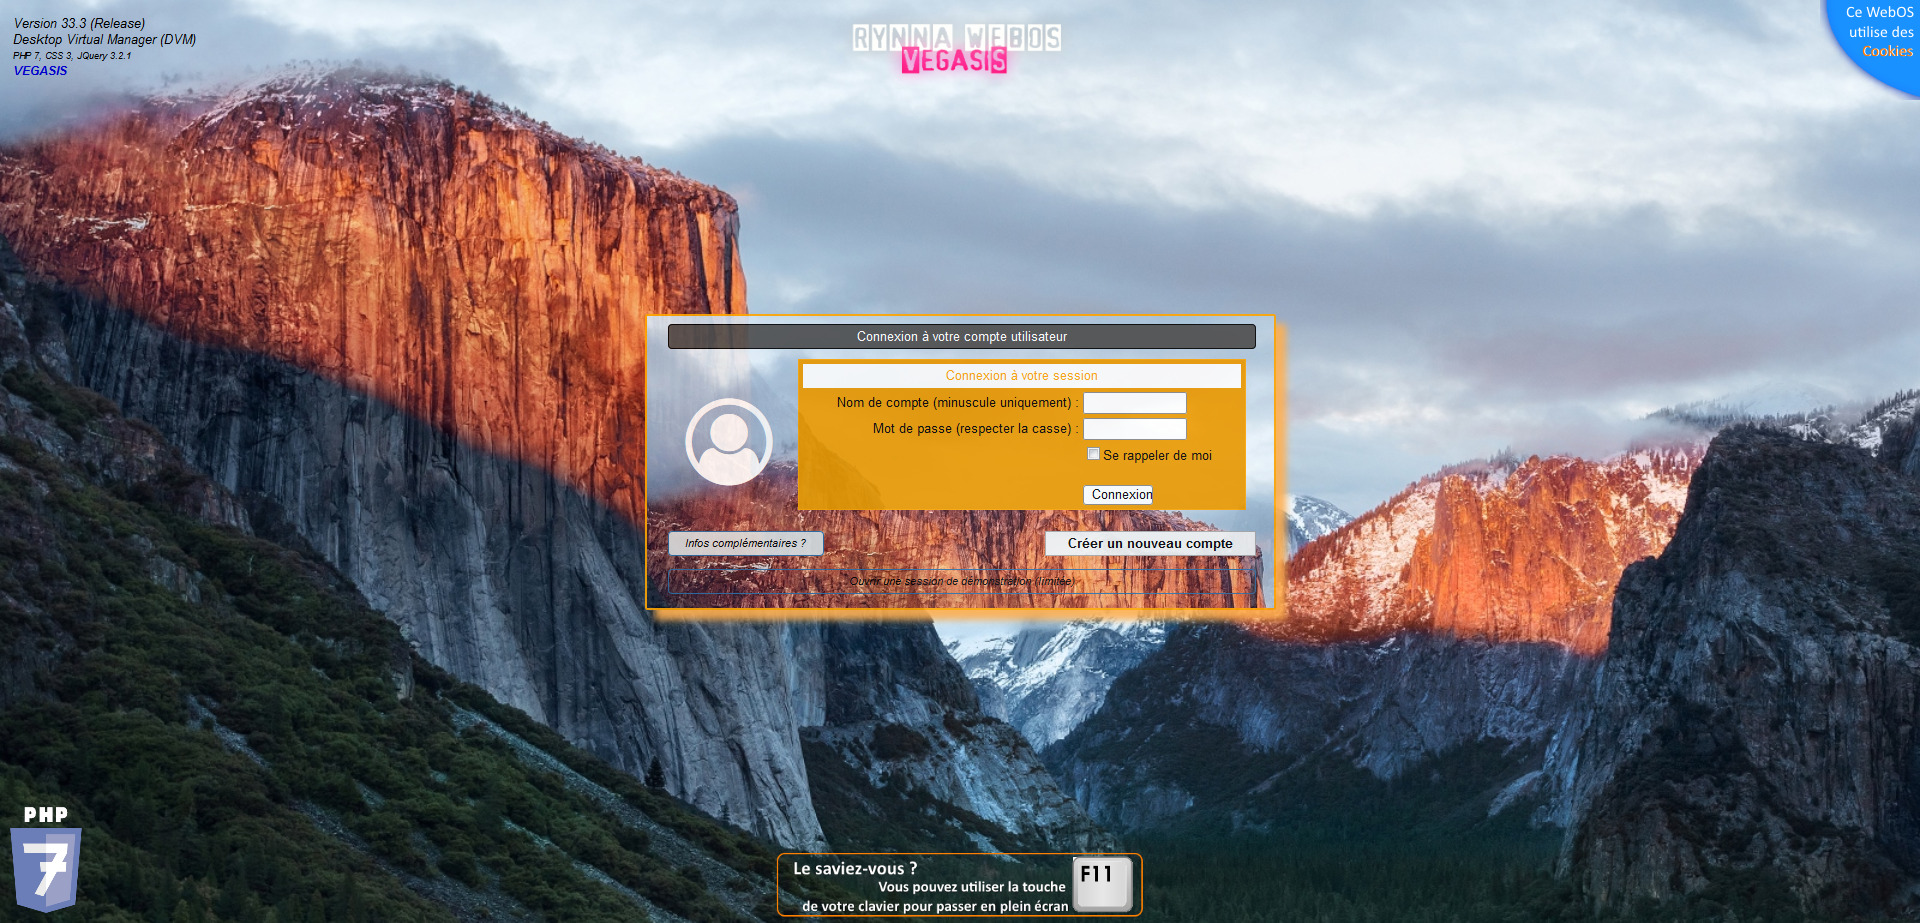 Version 33.3 (Release)
Desktop Virtual Manager (DVM)
PHP 7, CSS 3, JQuery 3.2.1
VEGASIS
RYNNA WEBOS
VEGASIS
Ce WebOS
utilise des
Cookies
Connexion à votre compte utilisateur
Connexion à votre session
Nom de compte (minuscule uniquement) :
Mot de passe (respecter la casse) :
Se rappeler de moi
Connexion
Infos complémentaires ?
Créer un nouveau compte
Ouvrir une session de démonstration (limitée)
PHP
7
Le saviez-vous ?
Vous pouvez utiliser la touche
F11
de votre clavier pour passer en plein écran